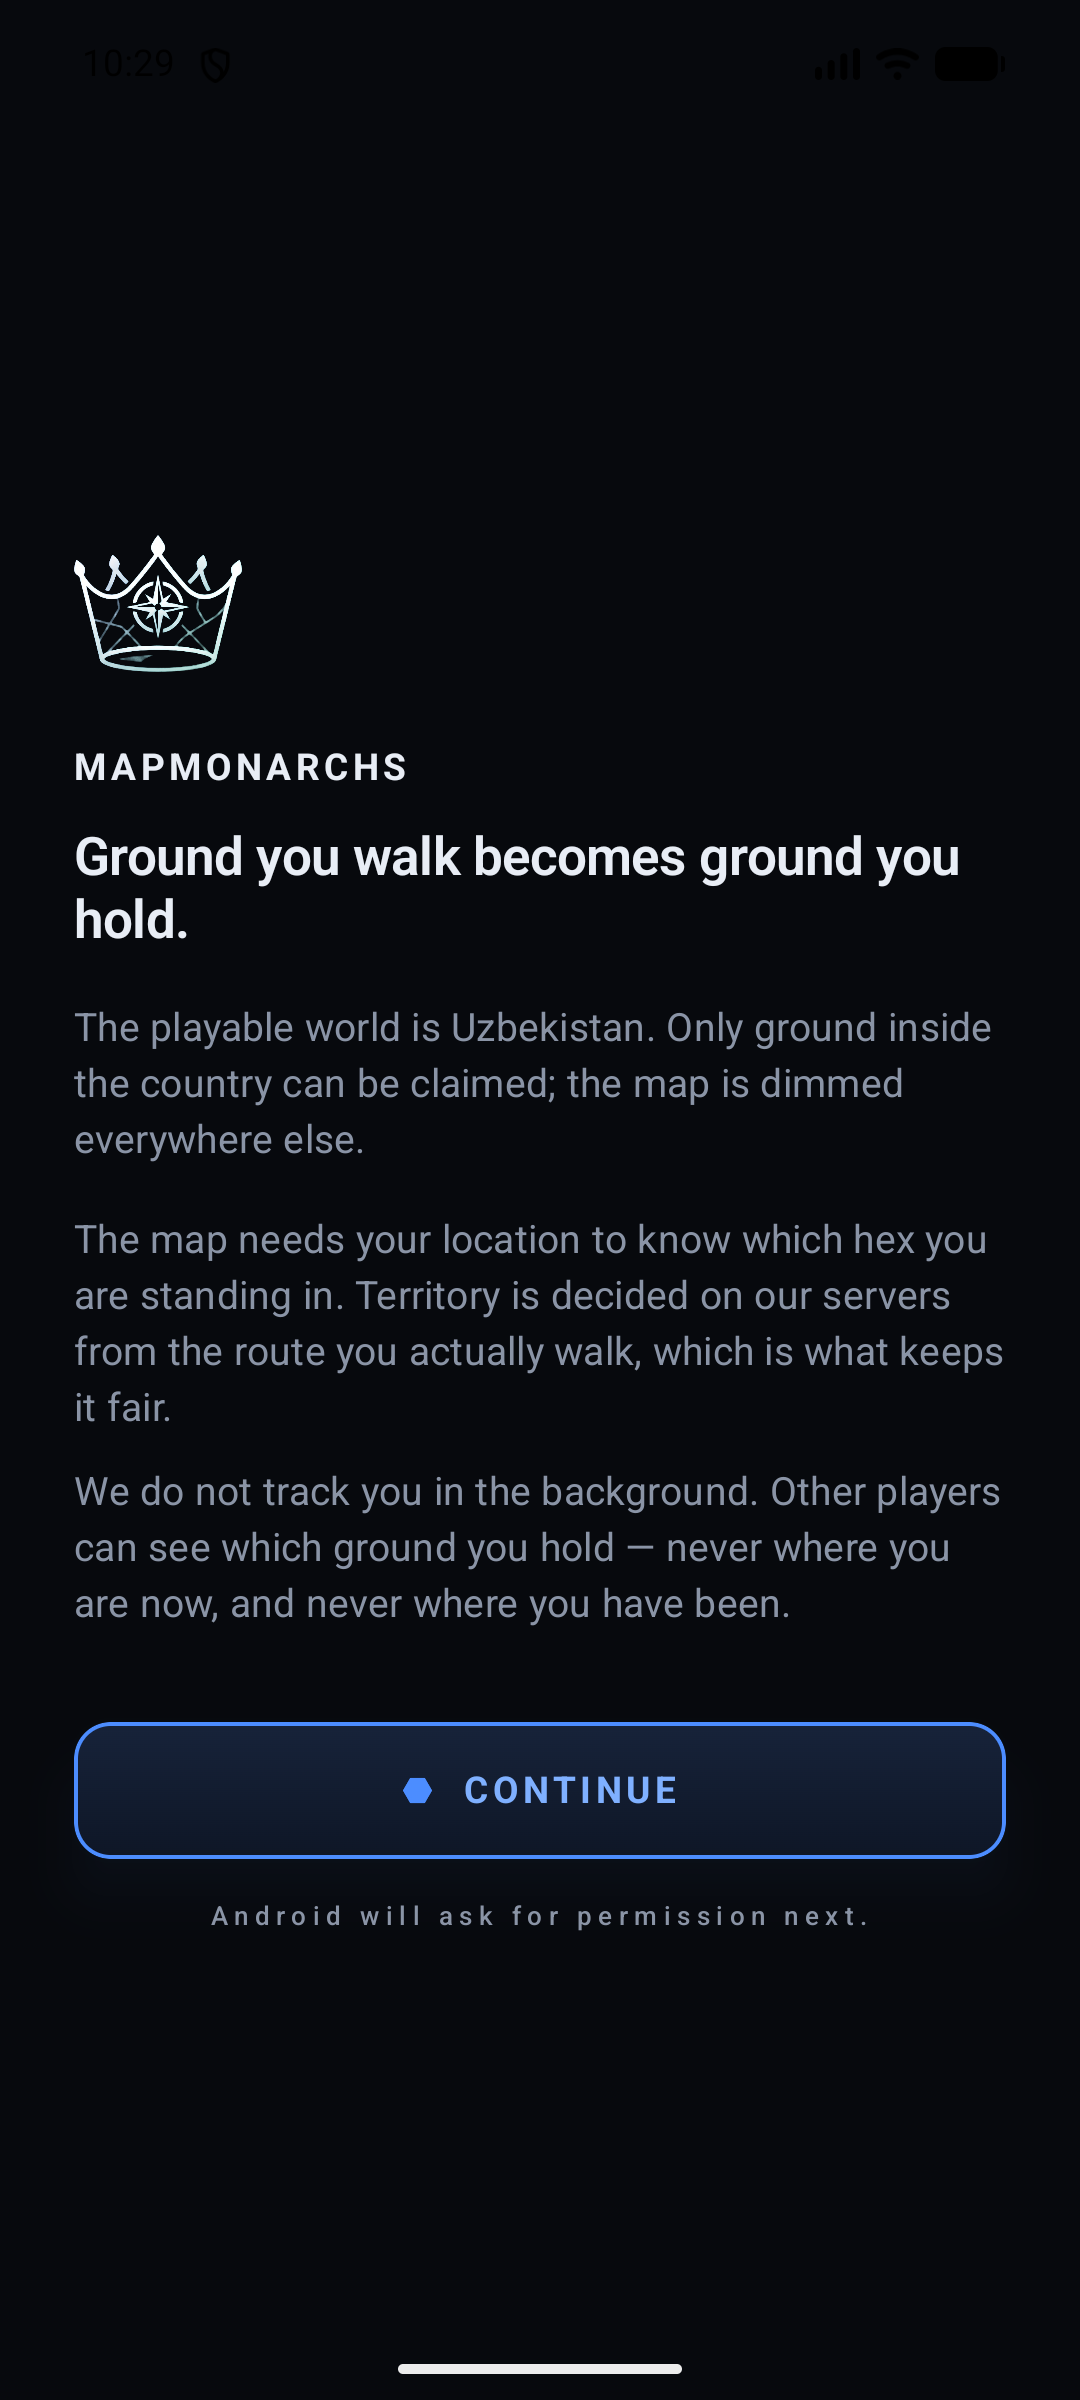 10:29
MAPMONARCHS
Ground you walk becomes ground you
hold.
The playable world is Uzbekistan. Only ground inside
the country can be claimed; the map is dimmed
everywhere else.
The map needs your location to know which hex you
are standing in. Territory is decided on our servers
from the route you actually walk, which is what keeps
it fair.
We do not track you in the background. Other players
can see which ground you hold — never where you
are now, and never where you have been.
CONTINUE
Android will ask for permission next.